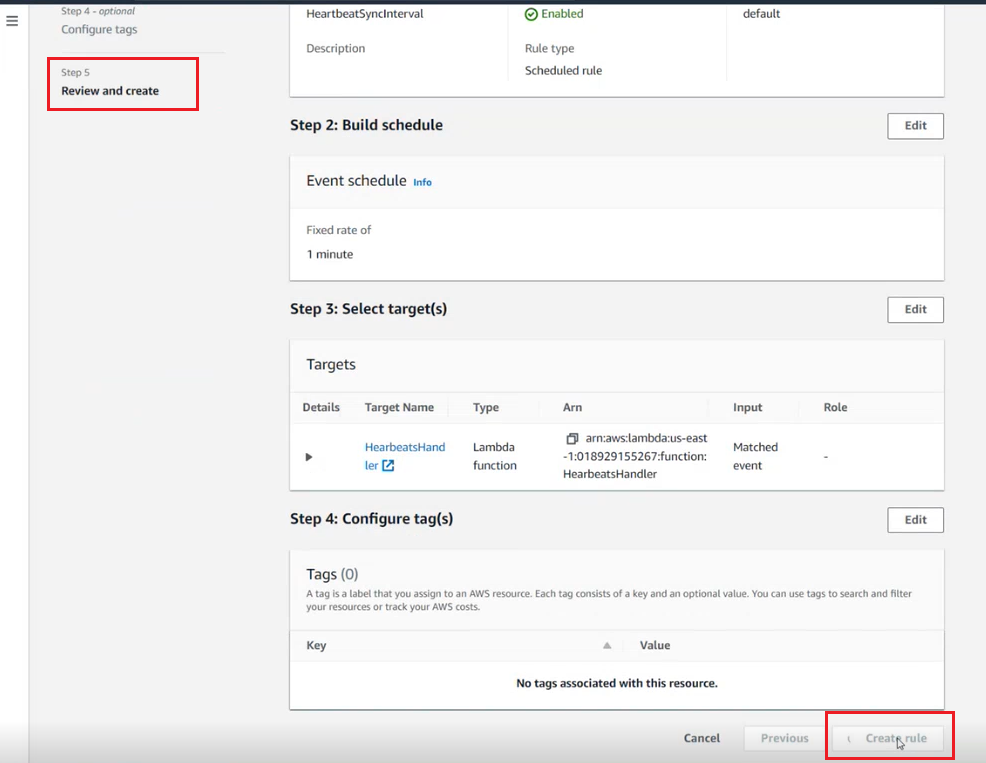 Step 4 - optional
Configure tags
Step 5
Review and create
HeartbeatSyncInterval
Enabled
default
Description
Rule type
Scheduled rule
Step 2: Build schedule
Edit
Event schedule Info
Fixed rate of
1 minute
Step 3: Select target(s)
Edit
Targets
Details Target Name Type Arn Input Role
HearbeatsHand
ler
Lambda
function
arn:aws:lambda:us-east
-1:018929155267:function:
HearbeatsHandler
Matched
event
-
Step 4: Configure tag(s)
Edit
Tags (0)
A tag is a label that you assign to an AWS resource. Each tag consists of a key and an optional value. You can use tags to search and filter
your resources or track your AWS costs.
Key Value
No tags associated with this resource.
Cancel Previous Create rule